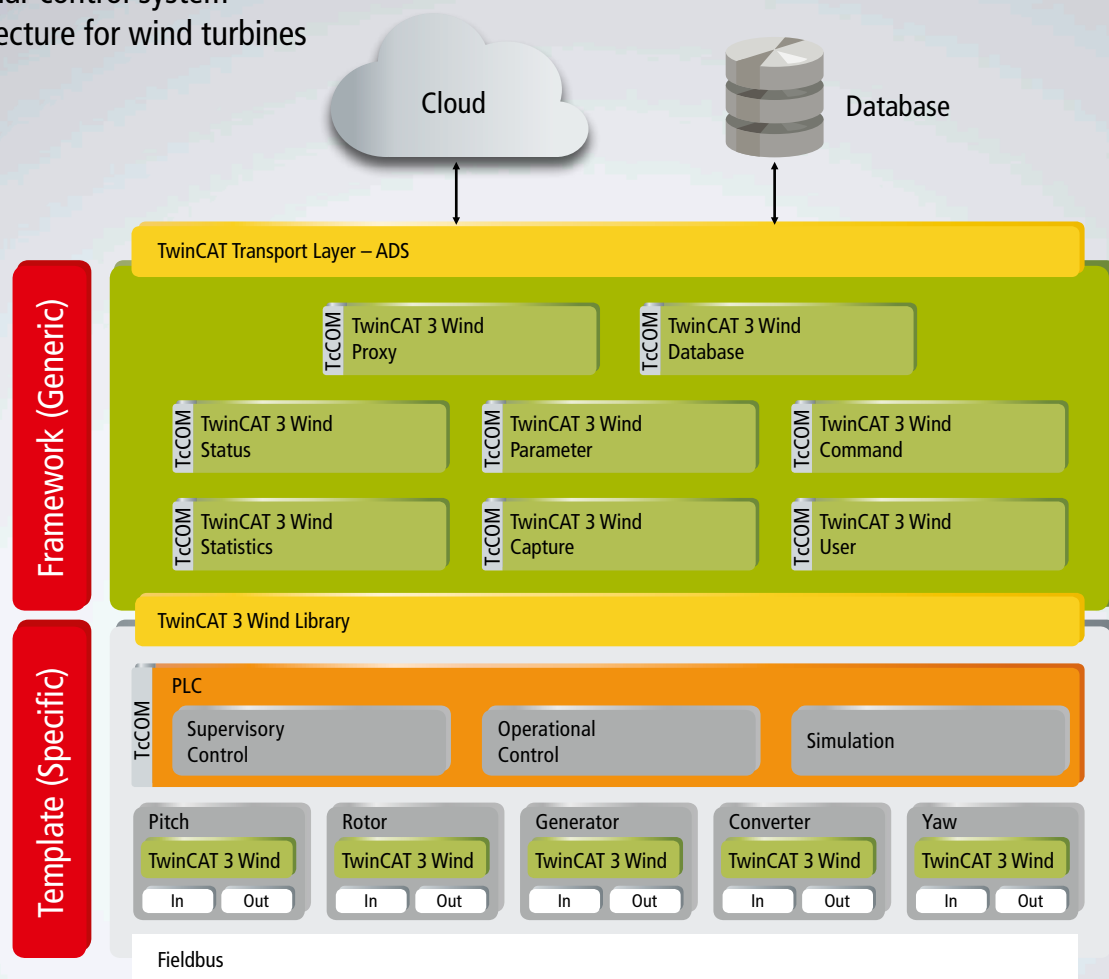 control system
for wind turbines
Cloud
Database
TwinCAT Transport Layer – ADS
Framework (Generic)
TcCOM
TwinCAT 3 Wind
Proxy
TcCOM
TwinCAT 3 Wind
Database
TcCOM
TwinCAT 3 Wind
Status
TcCOM
TwinCAT 3 Wind
Parameter
TcCOM
TwinCAT 3 Wind
Command
TcCOM
TwinCAT 3 Wind
Statistics
TcCOM
TwinCAT 3 Wind
Capture
TcCOM
TwinCAT 3 Wind
User
TwinCAT 3 Wind Library
Template (Specific)
TcCOM
PLC
Supervisory
Control
Operational
Control
Simulation
Pitch
TwinCAT 3 Wind
In
Out
Rotor
TwinCAT 3 Wind
In
Out
Generator
TwinCAT 3 Wind
In
Out
Converter
TwinCAT 3 Wind
In
Out
Yaw
TwinCAT 3 Wind
In
Out
Fieldbus